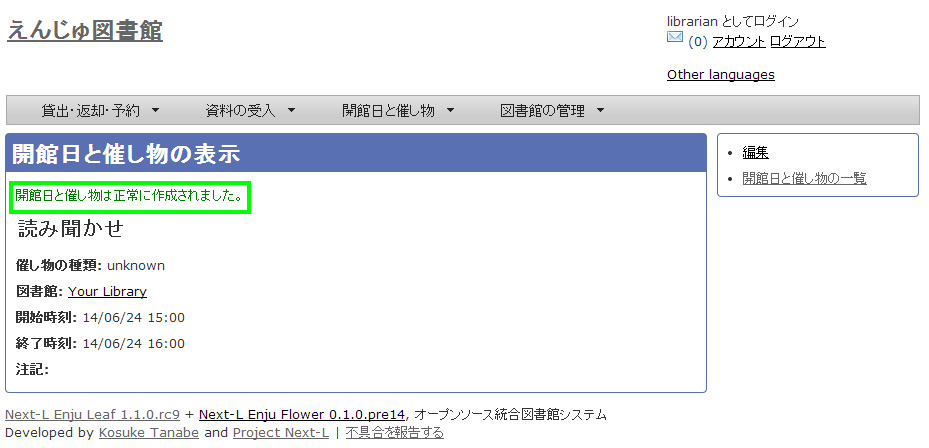 えんじゅ図書館
librarian としてログイン
(0) アカウント ログアウト
Other languages
貸出・返却・予約 ▼ 資料の受入 ▼ 開館日と催し物 ▼ 図書館の管理 ▼
開館日と催し物の表示
開館日と催し物は正常に作成されました。
読み聞かせ
催し物の種類: unknown
図書館: Your Library
開始時刻: 14/06/24 15:00
終了時刻: 14/06/24 16:00
注記:
• 編集
• 開館日と催し物の一覧
Next-L Enju Leaf 1.1.0.rc9 + Next-L Enju Flower 0.1.0.pre14, オープンソース統合図書館システム
Developed by Kosuke Tanabe and Project Next-L | 不具合を報告する